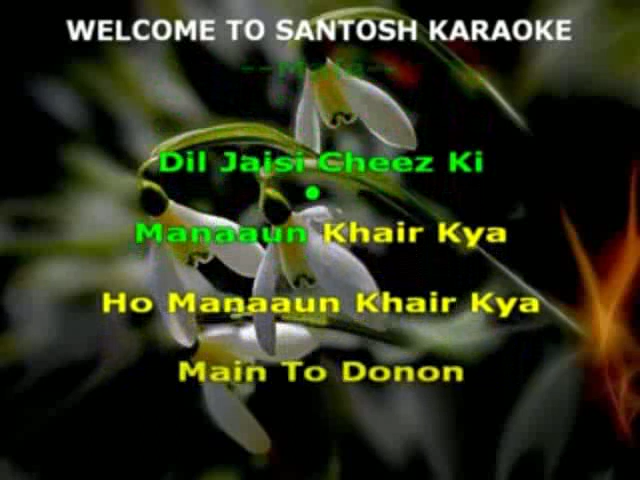 WELCOME TO SANTOSH KARAOKE
Dil Jaisi Cheez Ki
Manaaun Khair Kya
Ho Manaaun Khair Kya
Main To Donon